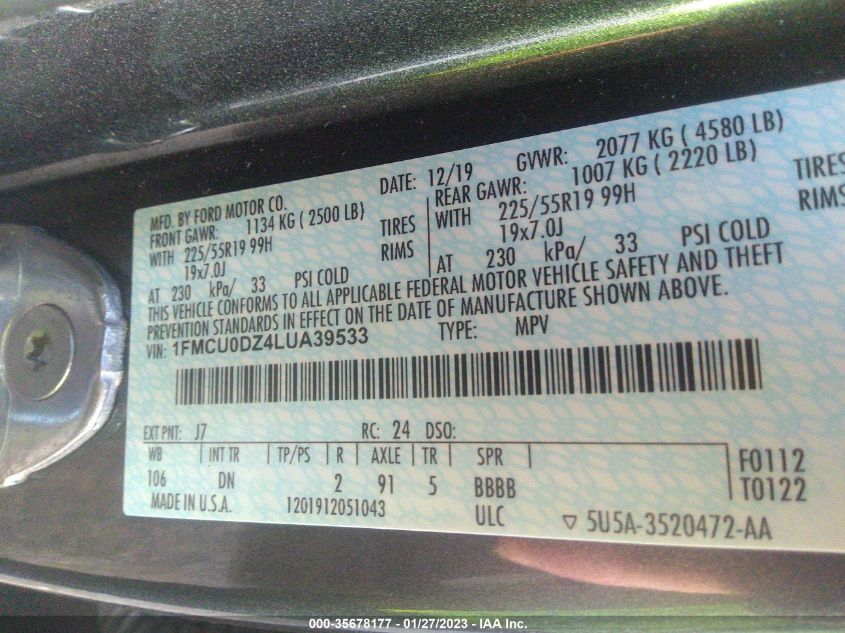 MFD. BY FORD MOTOR CO.
DATE: 12/19 GVWR: 2077 KG ( 4580 LB)
FRONT GAWR: 1134 KG ( 2500 LB)
WITH 225/55R19 99H TIRES
19x7.0J RIMS
AT 230 kPa/ 33 PSI COLD
REAR GAWR: 1007 KG ( 2220 LB)
WITH 225/55R19 99H TIRES
19x7.0J RIMS
AT 230 kPa/ 33 PSI COLD
THIS VEHICLE CONFORMS TO ALL APPLICABLE FEDERAL MOTOR VEHICLE SAFETY AND THEFT
PREVENTION STANDARDS IN EFFECT ON THE DATE OF MANUFACTURE SHOWN ABOVE.
VIN: 1FMCU0DZ4LUA39533 TYPE: MPV
EXT PNT: J7 RC: 24 DSO:
WB INT TR TP/PS R AXLE TR SPR
106 DN 2 91 5 BBBB
F0112
T0122
MADE IN U.S.A. 1201912051043 ULC ▽ 5U5A-3520472-AA
000-35678177 - 01/27/2023 - IAA Inc.